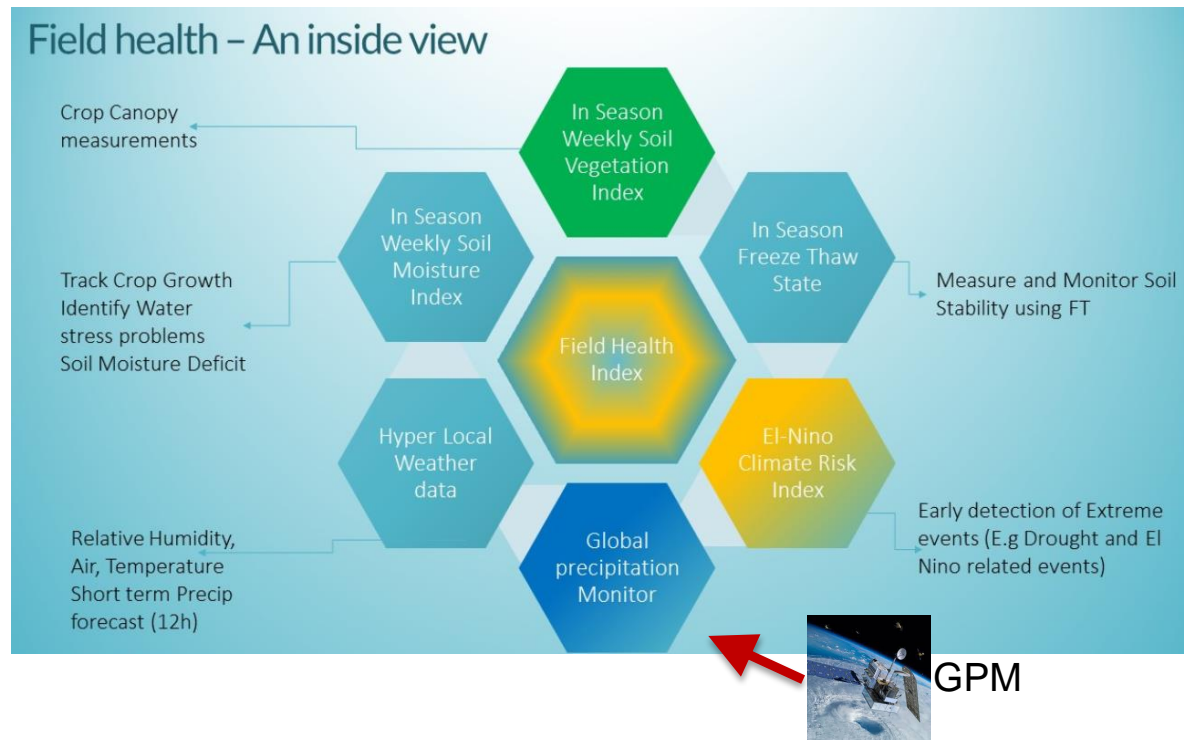 Field health – An inside view
Crop Canopy
measurements
In Season
Weekly Soil
Vegetation
Index
In Season
Weekly Soil
Moisture
Index
In Season
Freeze Thaw
State
Track Crop Growth
Identify Water
stress problems
Soil Moisture Deficit
Measure and Monitor Soil
Stability using FT
Field Health
Index
Hyper Local
Weather
data
El-Nino
Climate Risk
Index
Relative Humidity,
Air, Temperature
Short term Precip
forecast (12h)
Global
precipitation
Monitor
Early detection of Extreme
events (E.g Drought and El
Nino related events)
GPM